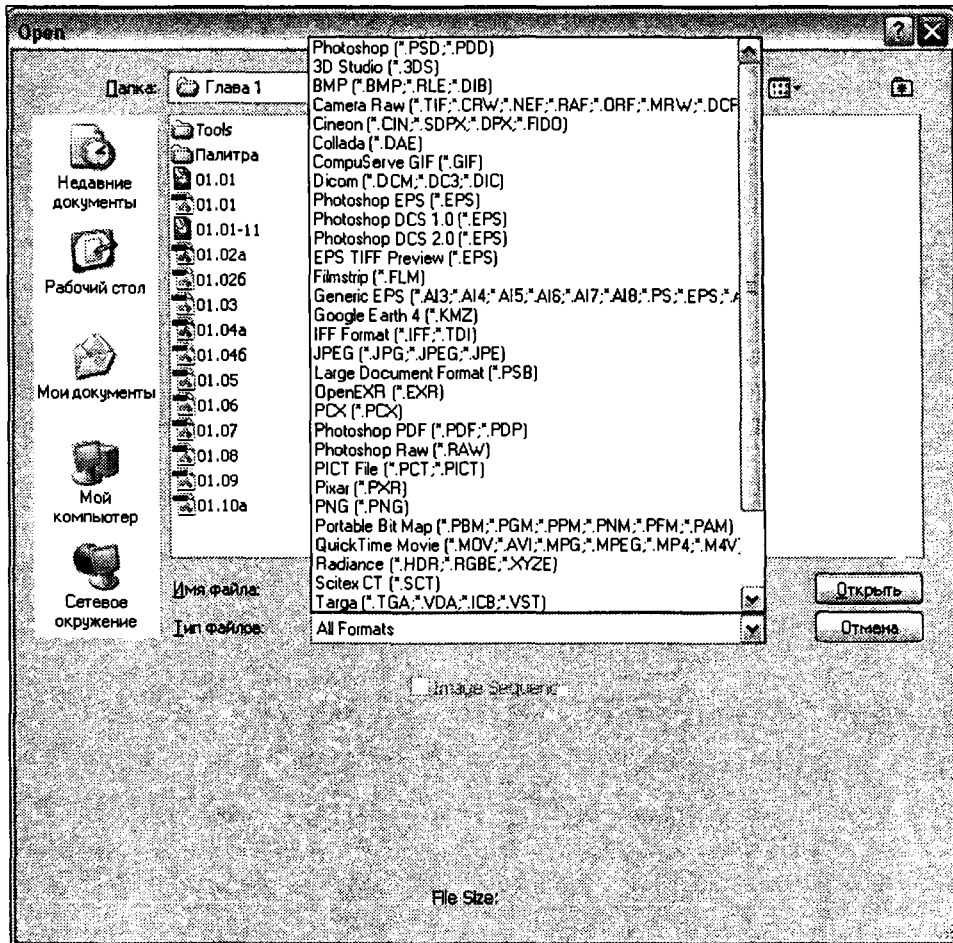 Open
Папка:
Глава 1
Недавние
документы
Рабочий стол
Мои документы
Мой
компьютер
Сетевое
окружение
Tools
Палитра
01.01
01.01
01.01-11
01.02а
01.02б
01.03
01.04а
01.04б
01.05
01.06
01.07
01.08
01.09
01.10а
Photoshop (*.PSD;*.PDD)
3D Studio (*.3DS)
BMP (*.BMP;*.RLE;*.DIB)
Camera Raw (*.TIF;*.CRW;*.NEF;*.RAF;*.ORF;*.MRW;*.DCF
Cineon (*.CIN;*.SDPX;*.DPX;*.FIDO)
Collada (*.DAE)
CompuServe GIF (*.GIF)
Dicom (*.DCM;*.DC3;*.DIC)
Photoshop EPS (*.EPS)
Photoshop DCS 1.0 (*.EPS)
Photoshop DCS 2.0 (*.EPS)
EPS TIFF Preview (*.EPS)
Filmstrip (*.FLM)
Generic EPS (*.AI3;*.AI4;*.AI5;*.AI6;*.AI7;*.AI8;*.PS;*.EPS;*.A
Google Earth 4 (*.KMZ)
IFF Format (*.IFF;*.TDI)
JPEG (*.JPG;*.JPEG;*.JPE)
Large Document Format (*.PSB)
OpenEXR (*.EXR)
PCX (*.PCX)
Photoshop PDF (*.PDF;*.PDP)
Photoshop Raw (*.RAW)
PICT File (*.PCT;*.PICT)
Pixar (*.PXR)
PNG (*.PNG)
Portable Bit Map (*.PBM;*.PGM;*.PPM;*.PNM;*.PFM;*.PAM)
QuickTime Movie (*.MOV;*.AVI;*.MPG;*.MPEG;*.MP4;*.M4V)
Radiance (*.HDR;*.RGBE;*.XYZE)
Scitex CT (*.SCT)
Targa (*.TGA;*.VDA;*.ICB;*.VST)
Имя файла:
Открыть
Тип файлов:
All Formats
Отмена
Image Sequenc
File Size: